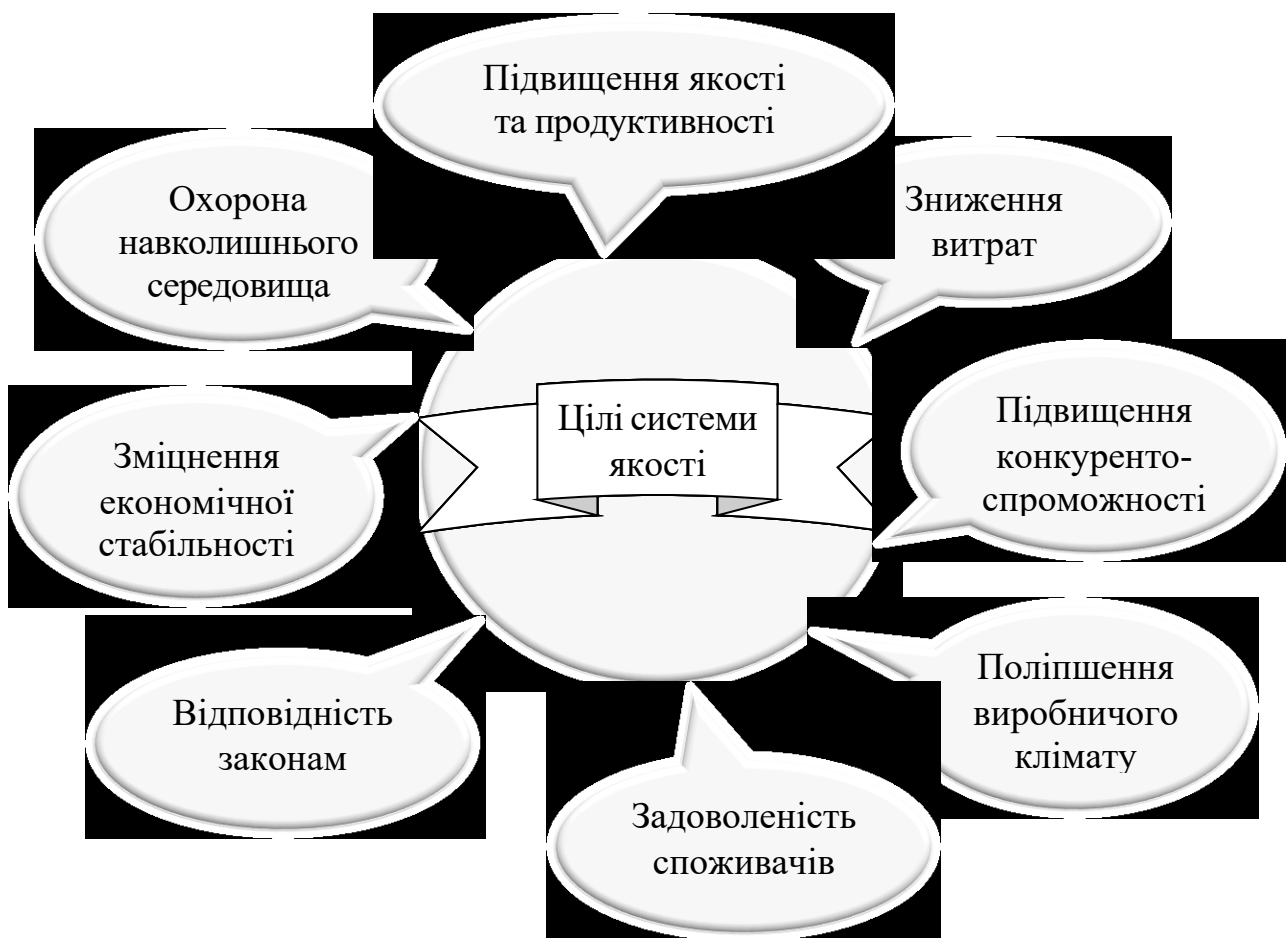 Підвищення якості
та продуктивності
Охорона
навколишнього
середовища
Зниження
витрат
Цілі системи
якості
Підвищення
конкуренто-
спроможності
Зміцнення
економічної
стабільності
Поліпшення
виробничого
клімату
Відповідність
законам
Задоволеність
споживачів